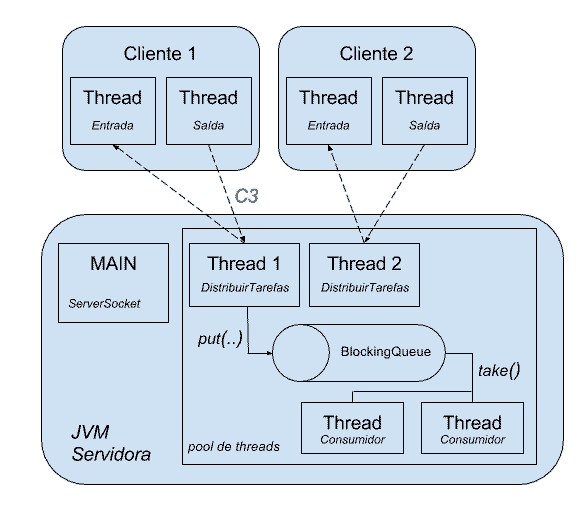 Cliente 1
Cliente 2
Thread
Entrada
Thread
Saída
Thread
Entrada
Thread
Saída
C3
MAIN
ServerSocket
Thread 1
DistribuirTarefas
Thread 2
DistribuirTarefas
put(..)
BlockingQueue
take()
Thread
Consumidor
Thread
Consumidor
JVM
Servidora
pool de threads